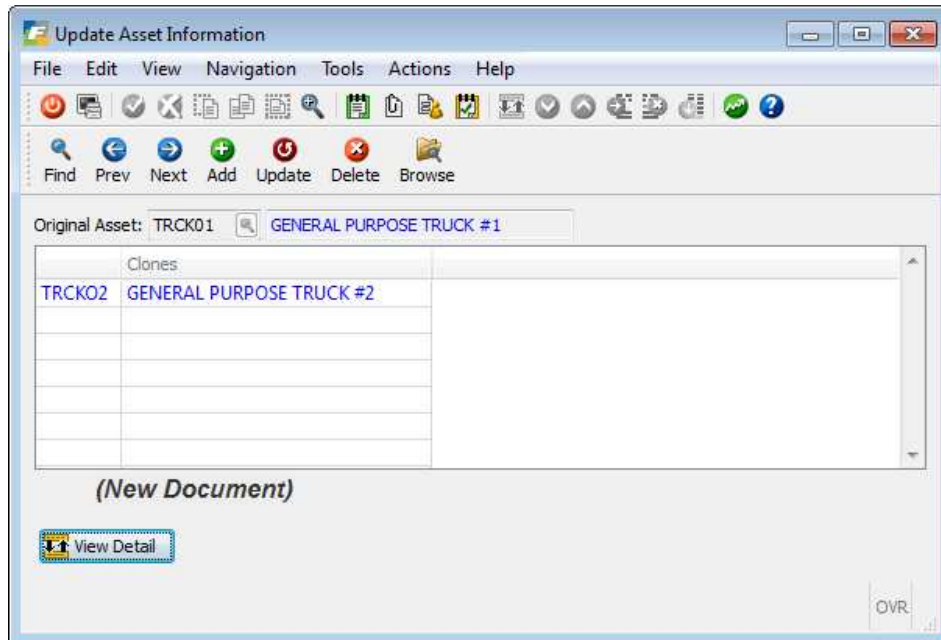 Update Asset Information
File Edit View Navigation Tools Actions Help
Find Prev Next Add Update Delete Browse
Original Asset: TRCK01 GENERAL PURPOSE TRUCK #1
Clones
TRCKO2 GENERAL PURPOSE TRUCK #2
(New Document)
View Detail
OVR